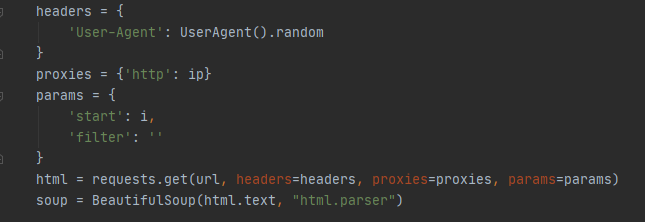 headers = {
    'User-Agent': UserAgent().random
}
proxies = {'http': ip}
params = {
    'start': i,
    'filter': ''
}
html = requests.get(url, headers=headers, proxies=proxies, params=params)
soup = BeautifulSoup(html.text, "html.parser")